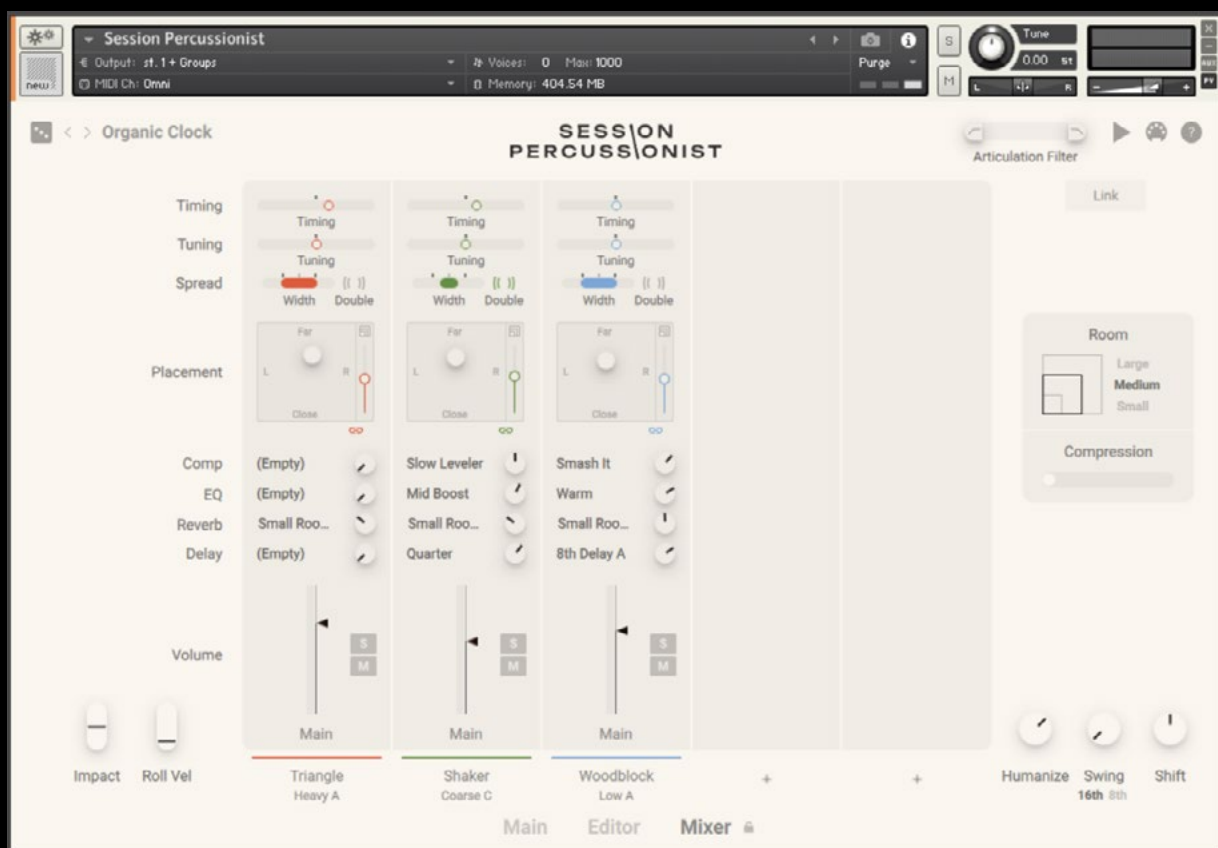 Session Percussionist
Output: st. 1 + Groups
Voices: 0 Max: 1000
Purge
MIDI Ch: Omni
Memory: 404.54 MB
new
S
M
Tune
0.00 st
L R
- +
AUX
PV
Organic Clock
SESSION
PERCUSSIONIST
Articulation Filter
?
Link
Timing
Timing Timing Timing
Tuning
Tuning Tuning Tuning
Spread
Width Double Width Double Width Double
Placement
Far Far Far
L R L R L R
Close Close Close
Room
Large
Medium
Small
Compression
Comp (Empty) Slow Leveler Smash It
EQ (Empty) Mid Boost Warm
Reverb Small Roo... Small Roo... Small Roo...
Delay (Empty) Quarter 8th Delay A
Volume
S S S
M M M
Main Main Main
Impact Roll Vel
Triangle Shaker Woodblock + +
Heavy A Coarse C Low A
Humanize Swing Shift
16th 8th
Main Editor Mixer